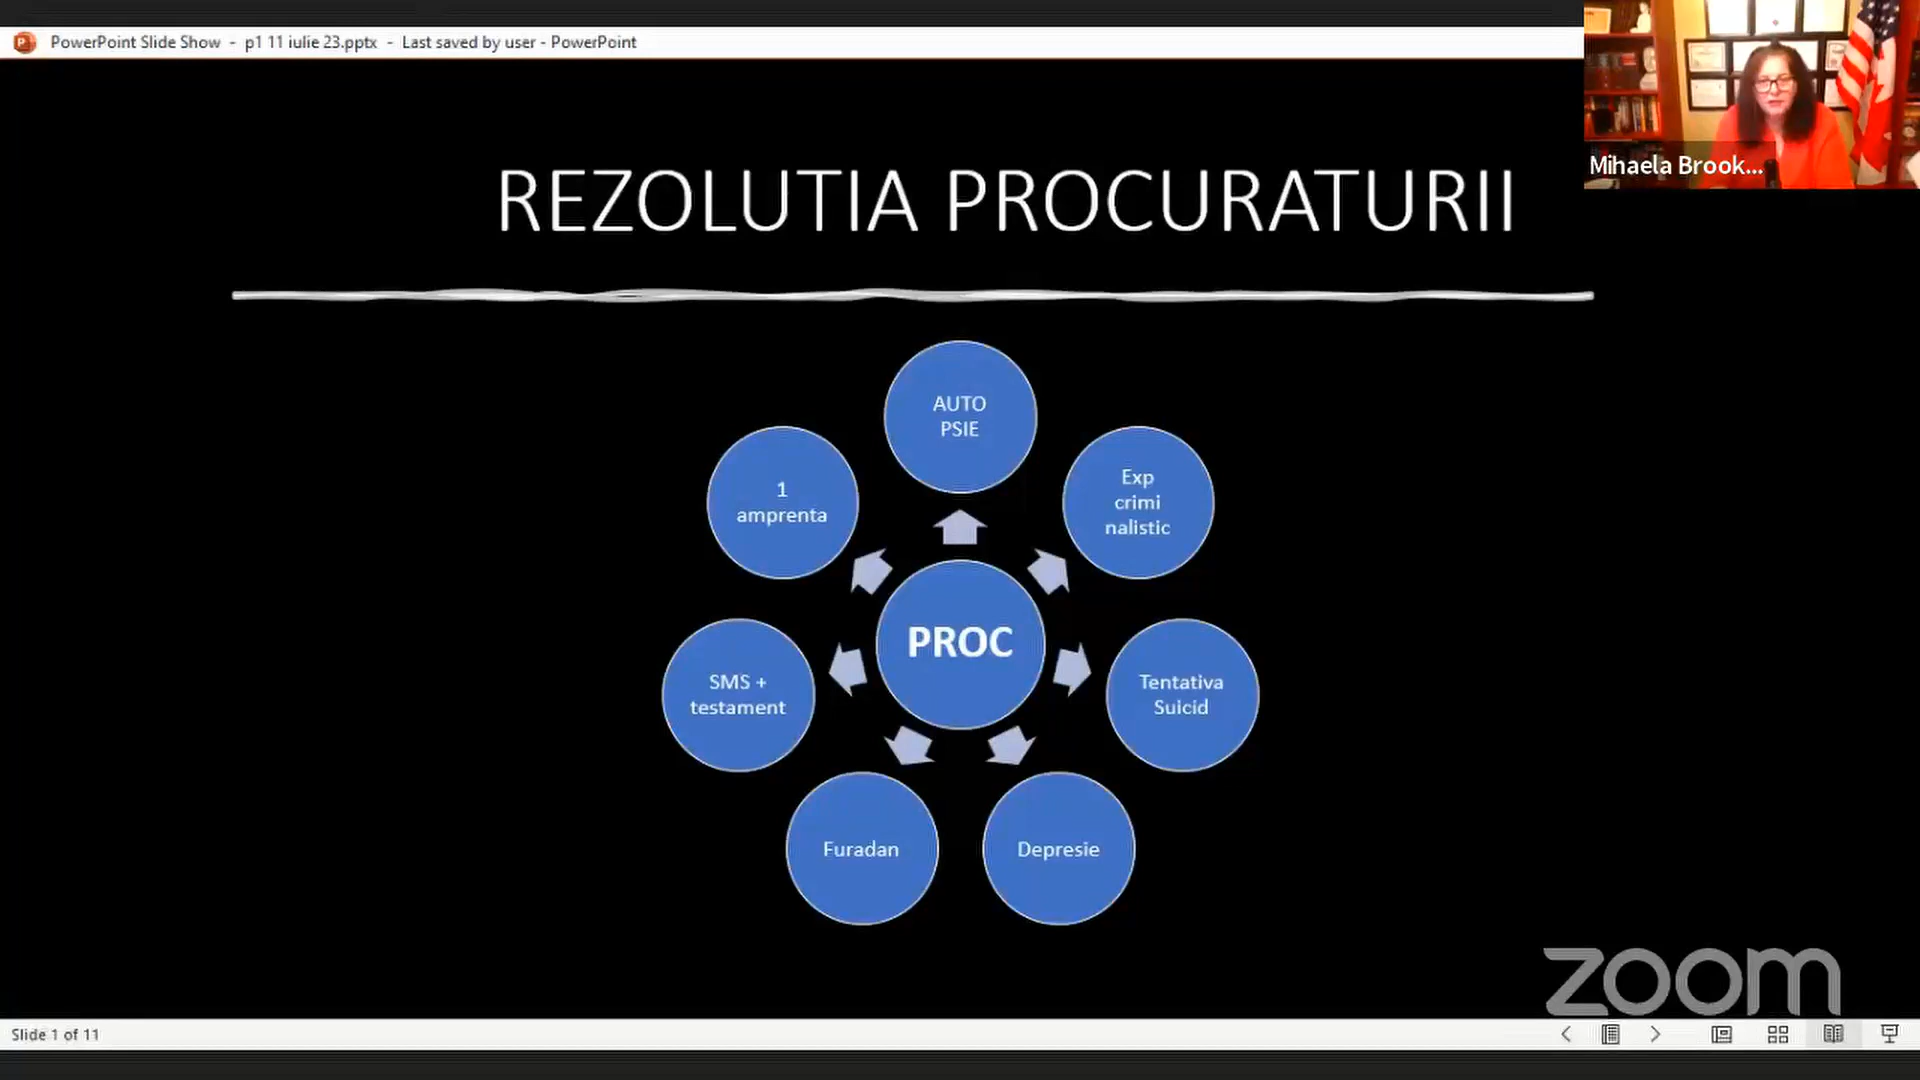 PowerPoint Slide Show - p1 11 iulie 23.pptx - Last saved by user - PowerPoint
Mihaela Brook...
REZOLUTIA PROCURATURII
AUTO
PSIE
Exp
crimi
nalistic
Tentativa
Suicid
Depresie
Furadan
SMS +
testament
1
amprenta
PROC
zoom
Slide 1 of 11